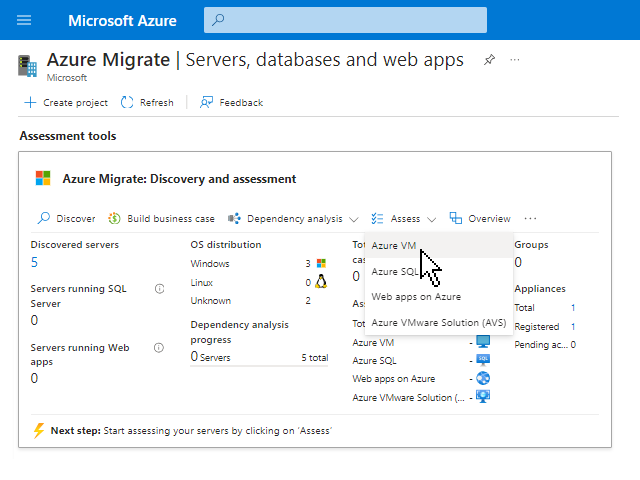 Microsoft Azure
Azure Migrate | Servers, databases and web apps
Microsoft
Create project
Refresh
Feedback
Assessment tools
Azure Migrate: Discovery and assessment
Discover
Build business case
Dependency analysis
Assess
Overview
Discovered servers
5
Servers running SQL
Server
0
Servers running Web
apps
0
OS distribution
Windows 3
Linux 0
Unknown 2
Dependency analysis
progress
0 Servers 5 total
Azure VM
Azure SQL
Web apps on Azure
Azure VMware Solution (AVS)
0
Azure VM -
Azure SQL -
Web apps on Azure -
Azure VMware Solution (... -
Groups
0
Appliances
Total 1
Registered 1
Pending ac... 0
Next step: Start assessing your servers by clicking on 'Assess'